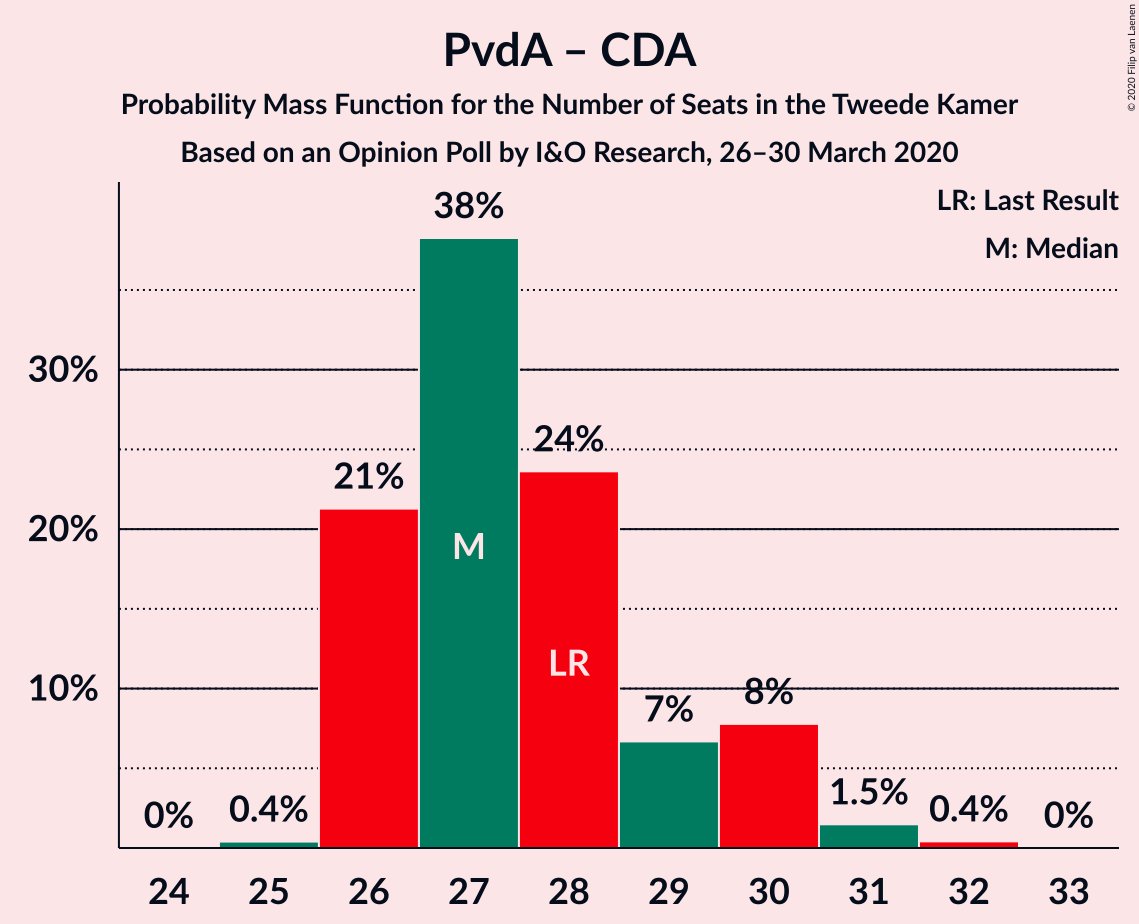 PvdA – CDA
Probability Mass Function for the Number of Seats in the Tweede Kamer
Based on an Opinion Poll by I&O Research, 26–30 March 2020
© 2020 Filip van Laenen
LR: Last Result
M: Median
30%
20%
10%
0%
0.4%
21%
38%
24%
7%
8%
1.5%
0.4%
0%
M
LR
24 25 26 27 28 29 30 31 32 33